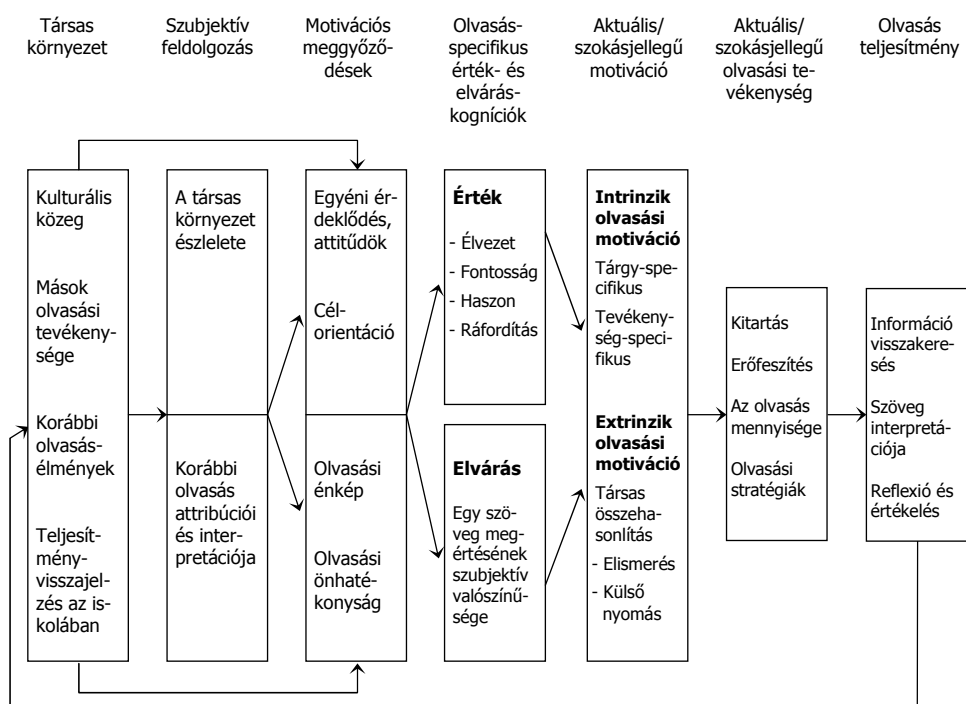 Társas
környezet
Szubjektív
feldolgozás
Motivációs
meggyőző-
dések
Olvasás-
specifikus
érték- és
elvárás-
kogníciók
Aktuális/
szokásjellegű
motiváció
Aktuális/
szokásjellegű
olvasási te-
vékenység
Olvasás
teljesítmény
Kulturális
közeg
Mások
olvasási
tevékeny-
sége
Korábbi
olvasás-
élmények
Teljesít-
mény-
visszajel-
zés az is-
kolában
A társas
környezet
észlelete
Korábbi
olvasás
attribúciói
és inter-
pretációja
Egyéni ér-
deklődés,
attitűdök
Cél-
orientáció
Olvasási
énkép
Olvasási
önhaté-
konyság
Érték
- Élvezet
- Fontosság
- Haszon
- Ráfordítás
Elvárás
Egy szö-
veg meg-
értésének
szubjektív
valószínű-
sége
Intrinzik
olvasási
motiváció
Tárgy-spe-
cifikus
Tevékeny-
ség-speci-
fikus
Extrinzik
olvasási
motiváció
Társas
összeha-
sonlítás
- Elismerés
- Külső
nyomás
Kitartás
Erőfeszítés
Az olvasás
mennyisége
Olvasási
stratégiák
Információ
visszakere-
sés
Szöveg
interpretá-
ciója
Reflexió és
értékelés